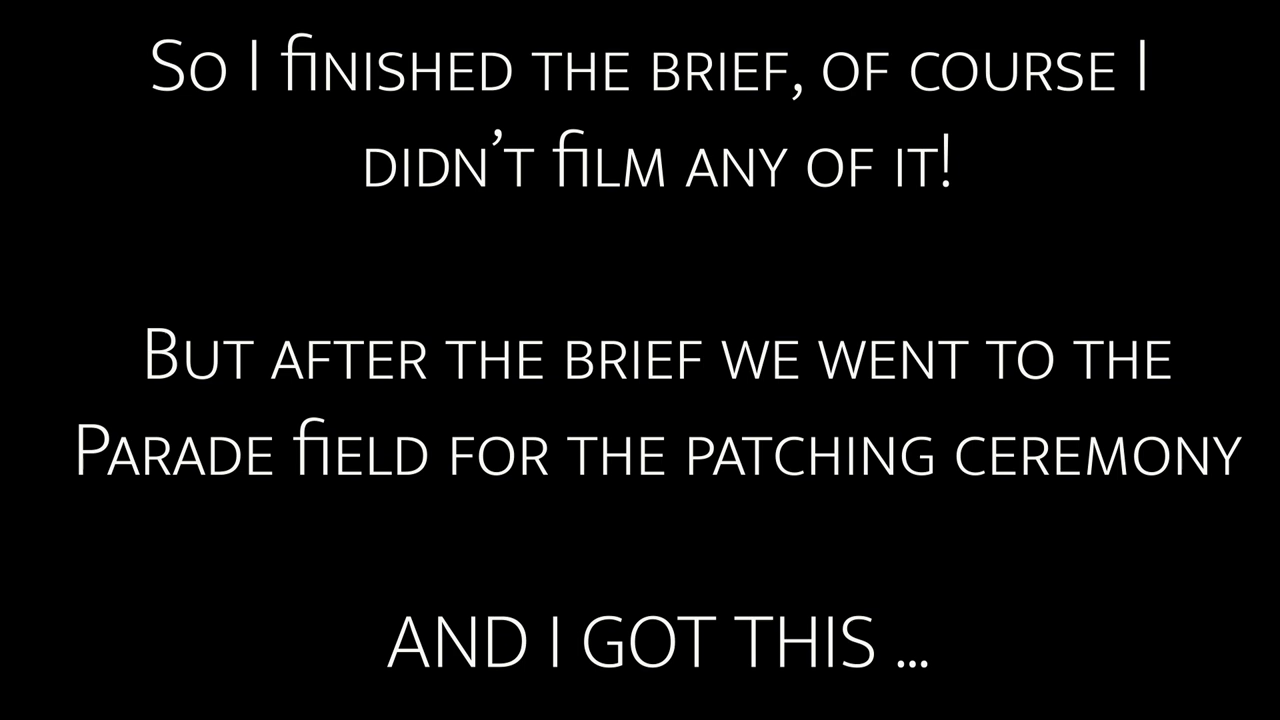 So I finished the brief, of course I
didn’t film any of it!
But after the brief we went to the
Parade field for the patching ceremony
AND I GOT THIS ...